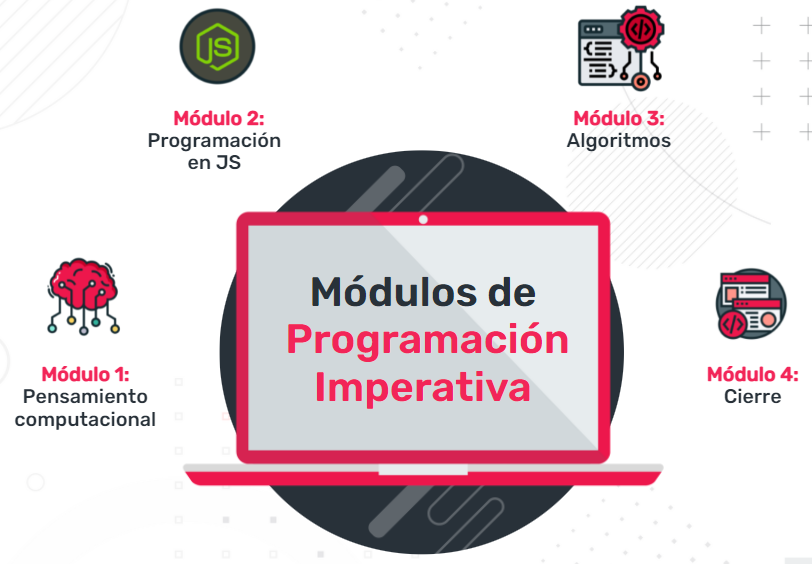 JS
Módulo 2:
Programación
en JS
Módulo 3:
Algoritmos
Módulos de
Programación
Imperativa
Módulo 1:
Pensamiento
computacional
Módulo 4:
Cierre